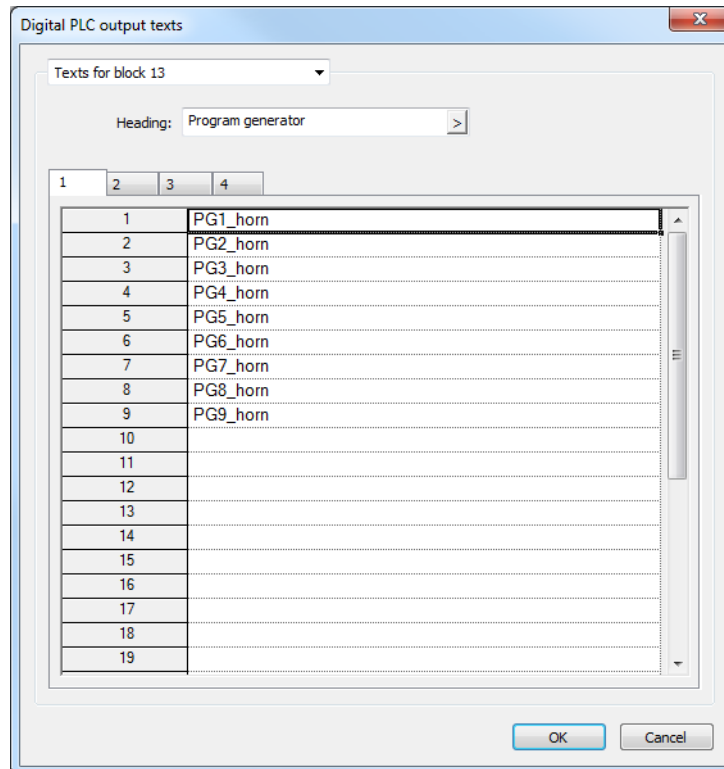 Digital PLC output texts
Texts for block 13
Heading: Program generator >
1 2 3 4
1 PG1_horn
2 PG2_horn
3 PG3_horn
4 PG4_horn
5 PG5_horn
6 PG6_horn
7 PG7_horn
8 PG8_horn
9 PG9_horn
10
11
12
13
14
15
16
17
18
19
OK Cancel